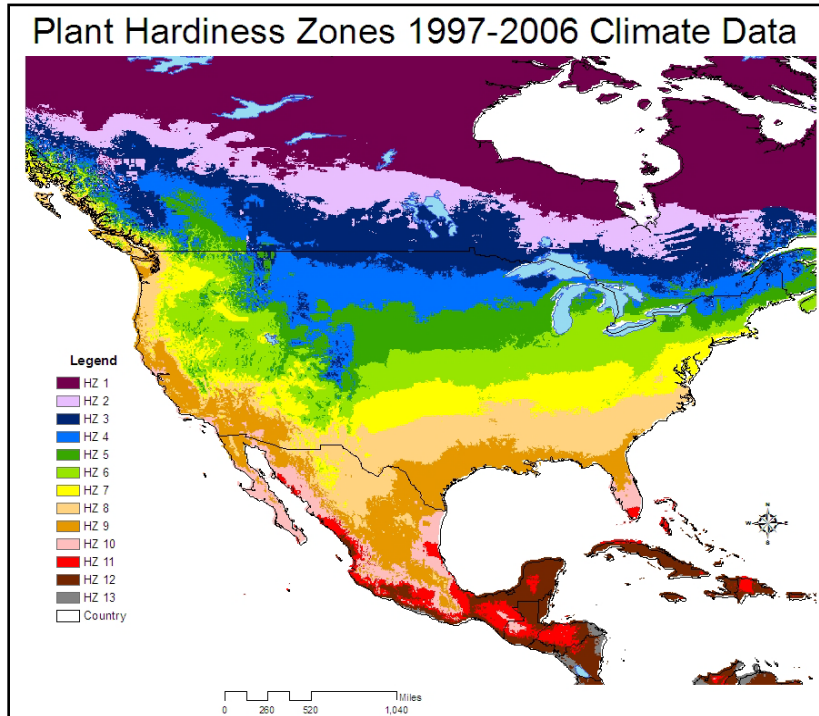 Plant Hardiness Zones 1997-2006 Climate Data
Legend
HZ 1
HZ 2
HZ 3
HZ 4
HZ 5
HZ 6
HZ 7
HZ 8
HZ 9
HZ 10
HZ 11
HZ 12
HZ 13
Country
N
W E
S
Miles
0 260 520 1,040